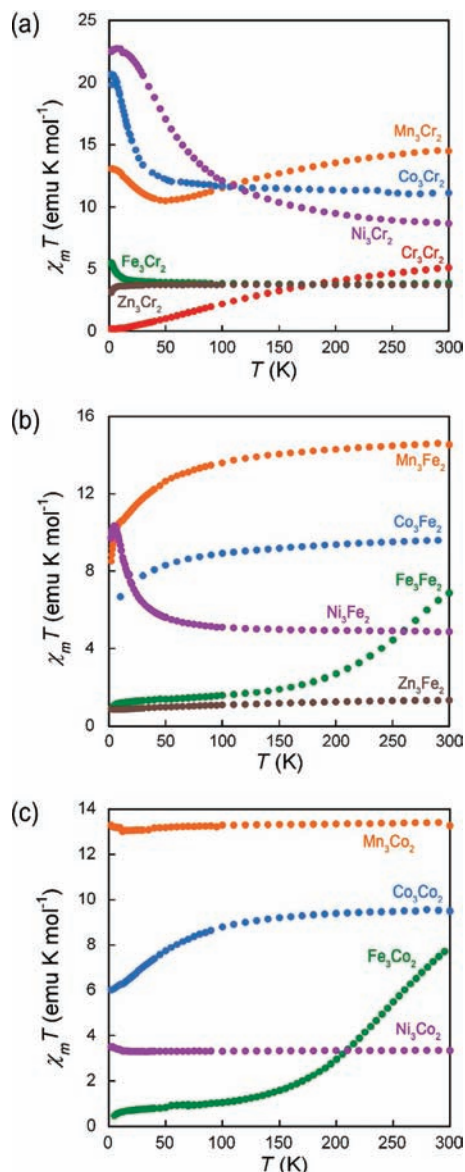 (a)
25
20
15
10
5
0
χₘT (emu K mol⁻¹)
Mn₃Cr₂
Co₃Cr₂
Ni₃Cr₂
Fe₃Cr₂
Cr₃Cr₂
Zn₃Cr₂
0 50 100 150 200 250 300
T (K)
(b)
16
12
8
4
0
χₘT (emu K mol⁻¹)
Mn₃Fe₂
Co₃Fe₂
Fe₃Fe₂
Ni₃Fe₂
Zn₃Fe₂
0 50 100 150 200 250 300
T (K)
(c)
14
12
10
8
6
4
2
0
χₘT (emu K mol⁻¹)
Mn₃Co₂
Co₃Co₂
Fe₃Co₂
Ni₃Co₂
0 50 100 150 200 250 300
T (K)